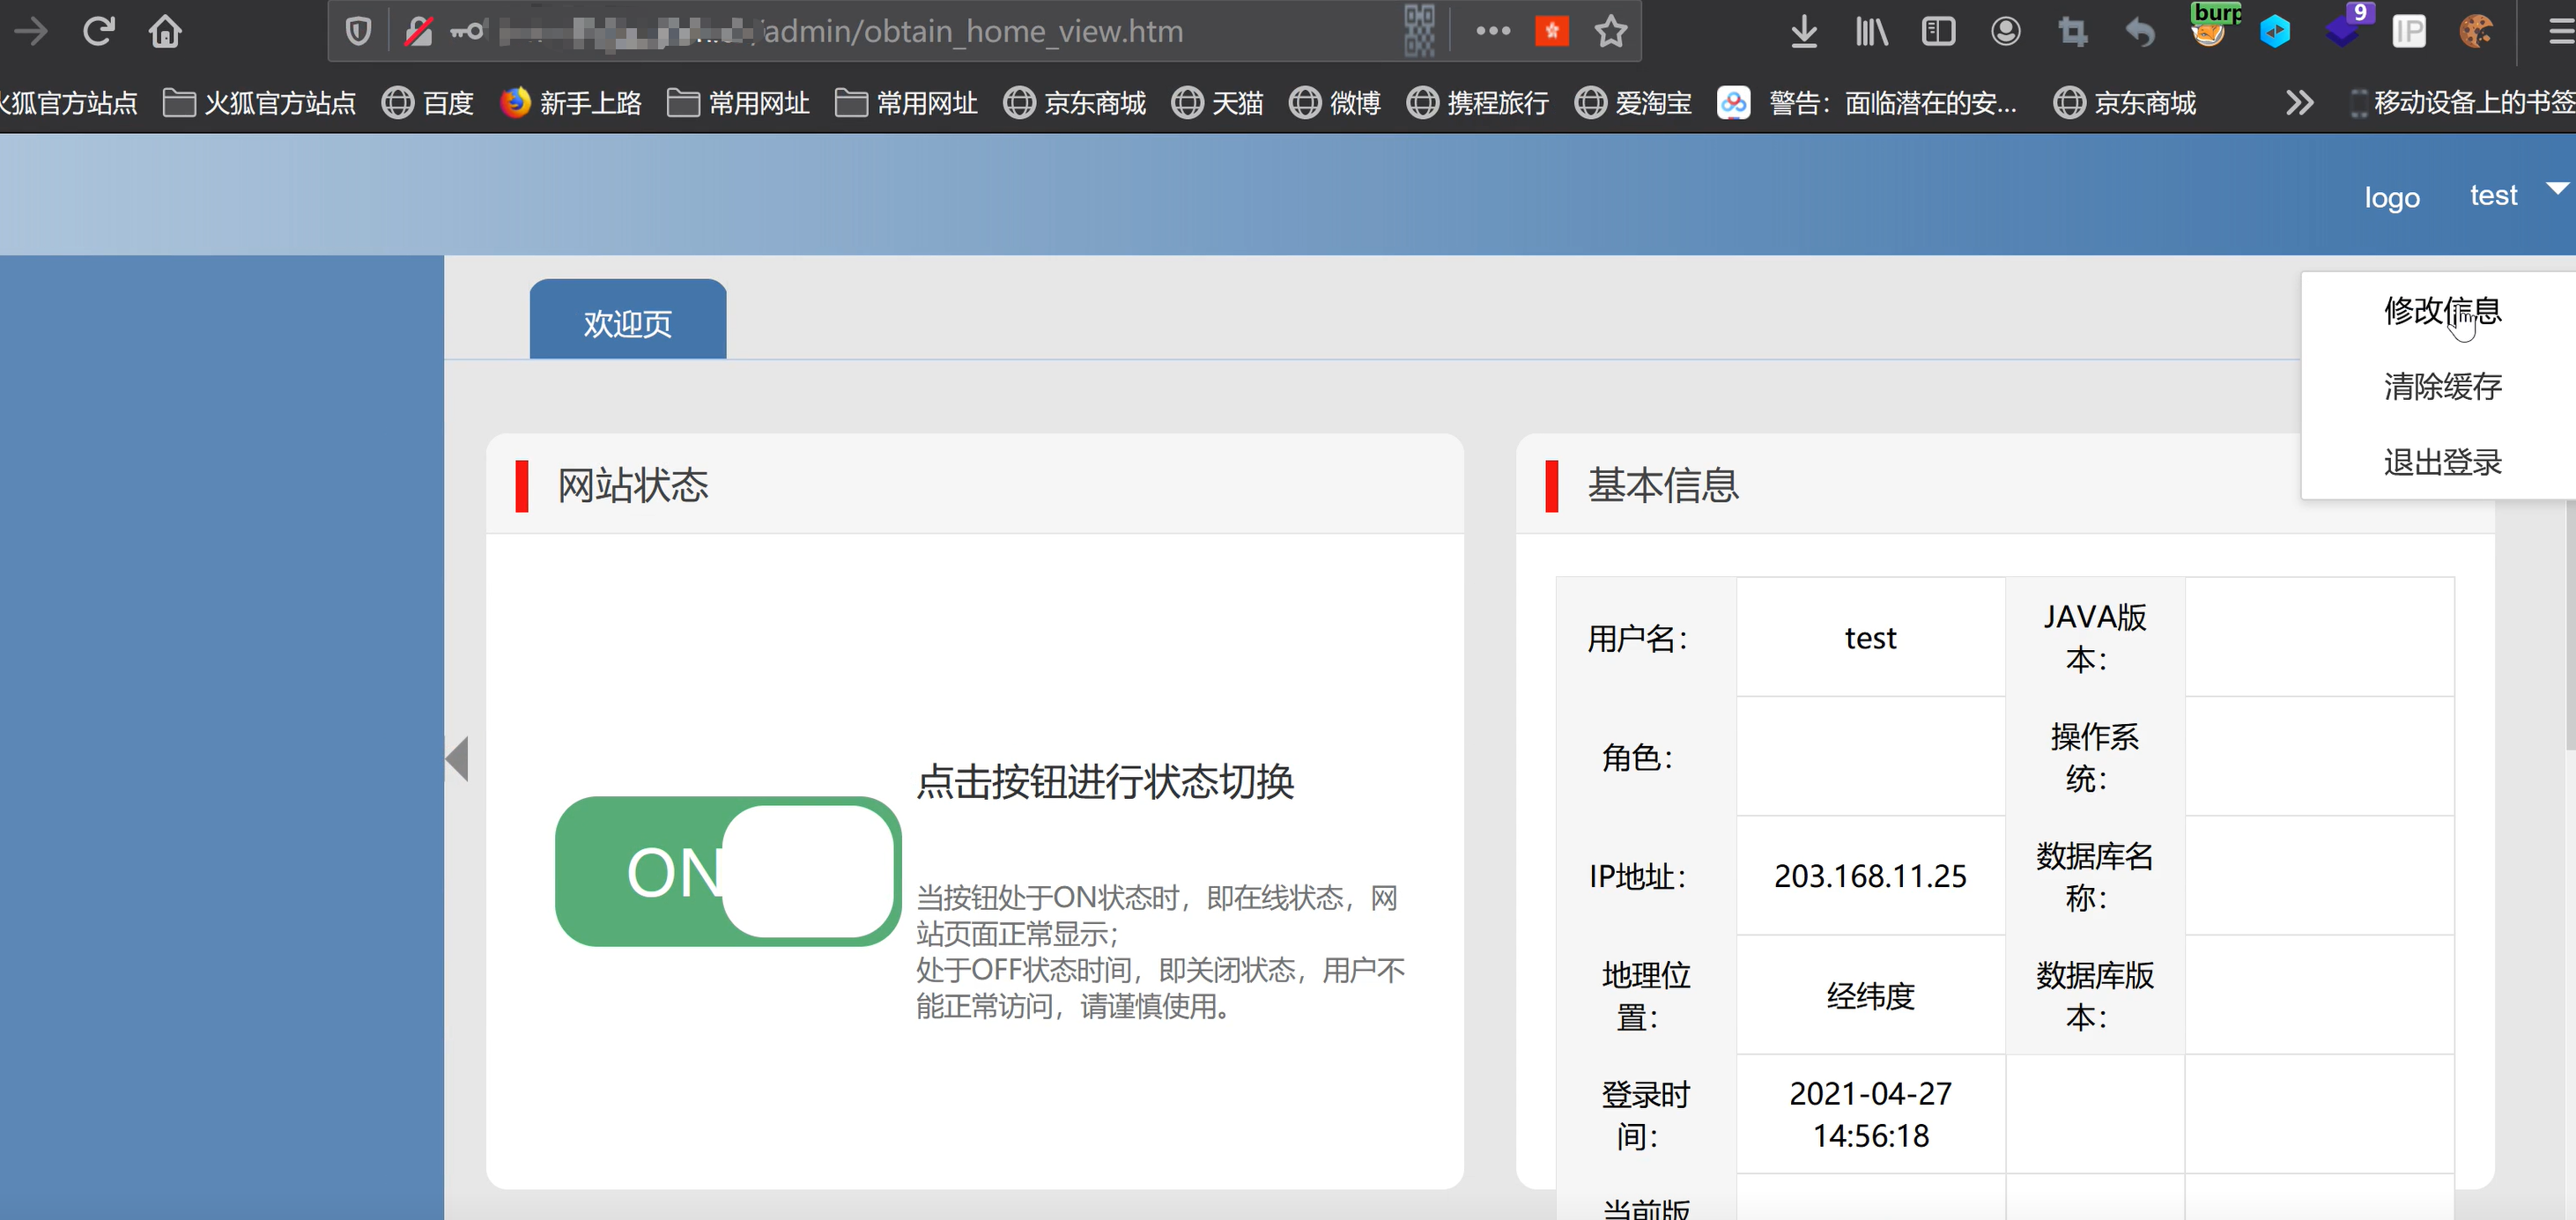 /admin/obtain_home_view.htm
burp
9
IP
火狐官方站点 火狐官方站点 百度 新手上路 常用网址 常用网址 京东商城 天猫 微博 携程旅行 爱淘宝 警告：面临潜在的安... 京东商城 移动设备上的书签
logo test
欢迎页
修改信息
清除缓存
退出登录
网站状态
点击按钮进行状态切换
ON
当按钮处于ON状态时，即在线状态，网
站页面正常显示；
处于OFF状态时间，即关闭状态，用户不
能正常访问，请谨慎使用。
基本信息
用户名： test JAVA版
本：
角色： 操作系
统：
IP地址： 203.168.11.25 数据库名
称：
地理位
置： 经纬度 数据库版
本：
登录时
间： 2021-04-27
14:56:18
当前版